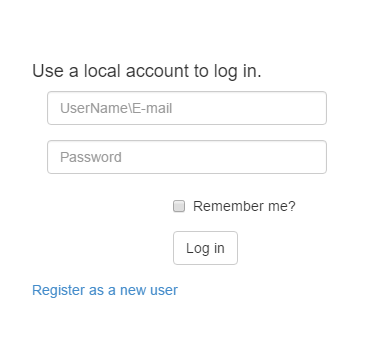 Use a local account to log in.
UserName\E-mail
Password
Remember me?
Log in
Register as a new user